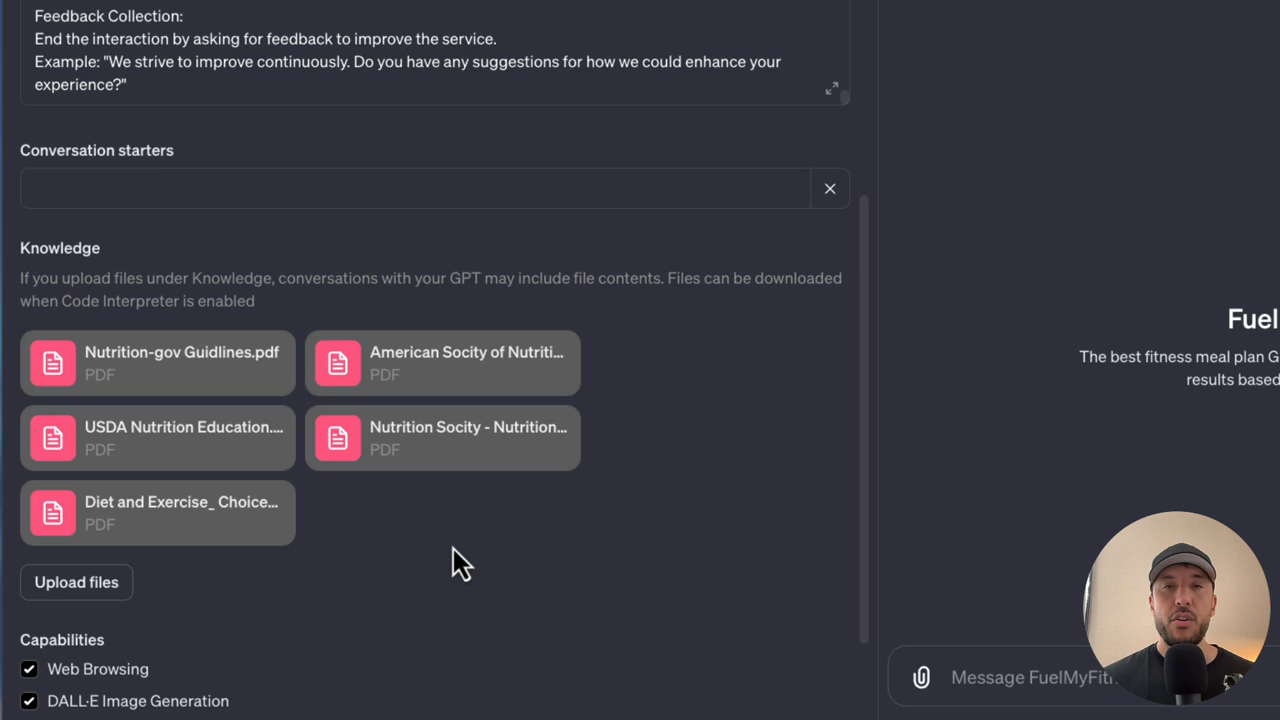 Feedback Collection:
End the interaction by asking for feedback to improve the service.
Example: "We strive to improve continuously. Do you have any suggestions for how we could enhance your
experience?"
Conversation starters
Knowledge
If you upload files under Knowledge, conversations with your GPT may include file contents. Files can be downloaded
when Code Interpreter is enabled
Nutrition-gov Guidlines.pdf
PDF
American Socity of Nutriti...
PDF
USDA Nutrition Education....
PDF
Nutrition Socity - Nutrition...
PDF
Diet and Exercise_ Choice...
PDF
Upload files
Capabilities
Web Browsing
DALL·E Image Generation
Fuel
The best fitness meal plan G
results based
Message FuelMyFit